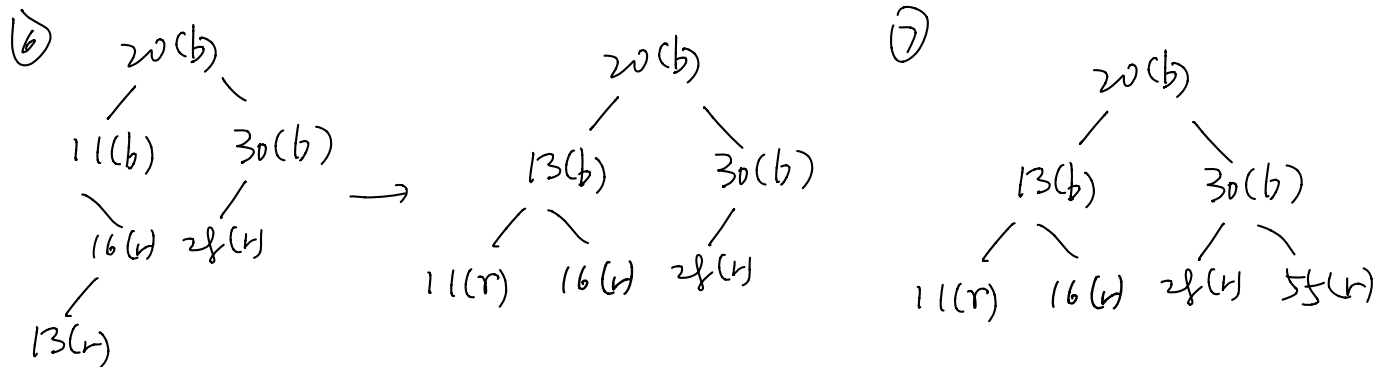 ⑥
20(b)
11(b) 30(b)
16(r) 28(r)
13(r)
→
20(b)
13(b) 30(b)
11(r) 16(r) 28(r)
⑦
20(b)
13(b) 30(b)
11(r) 16(r) 28(r) 55(r)